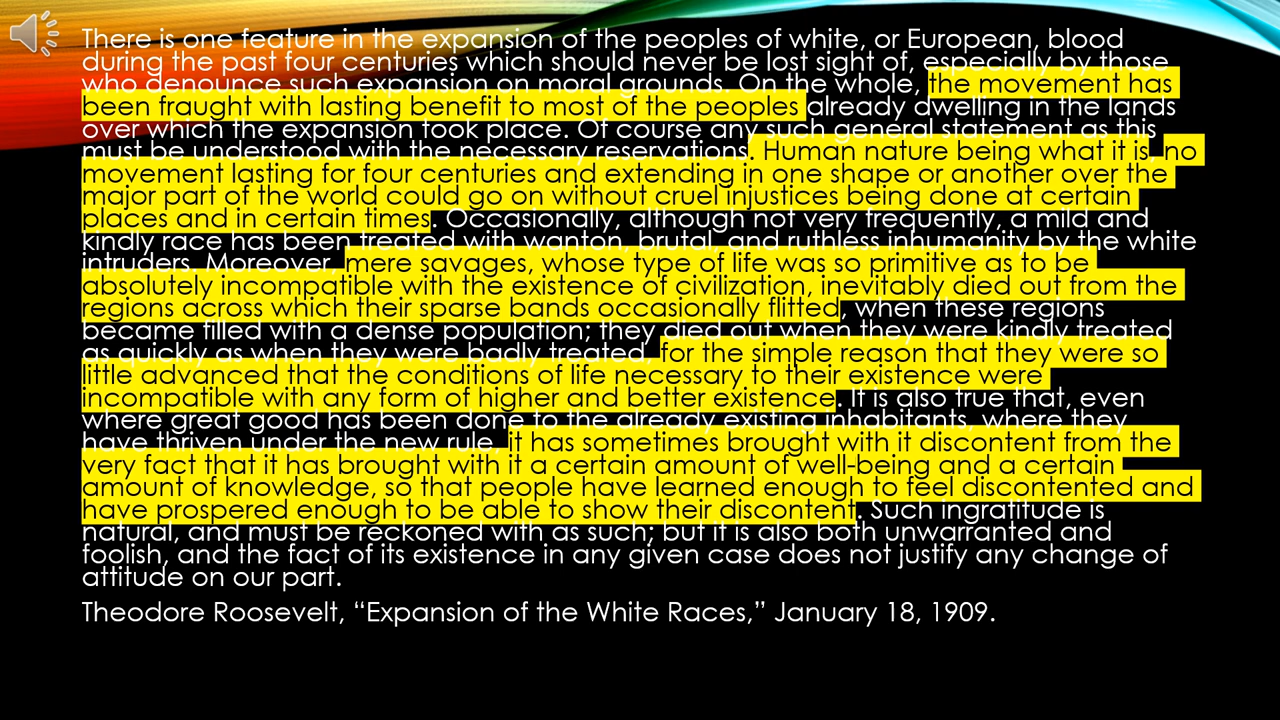 There is one feature in the expansion of the peoples of white, or European, blood
during the past four centuries which should never be lost sight of, especially by those
who denounce such expansion on moral grounds. On the whole, the movement has
been fraught with lasting benefit to most of the peoples already dwelling in the lands
over which the expansion took place. Of course any such general statement as this
must be understood with the necessary reservations. Human nature being what it is, no
movement lasting for four centuries and extending in one shape or another over the
major part of the world could go on without cruel injustices being done at certain
places and in certain times. Occasionally, although not very frequently, a mild and
kindly race has been treated with wanton, brutal, and ruthless inhumanity by the white
intruders. Moreover, mere savages, whose type of life was so primitive as to be
absolutely incompatible with the existence of civilization, inevitably died out from the
regions across which their sparse bands occasionally flitted, when these regions
became filled with a dense population; they died out when they were kindly treated
as quickly as when they were badly treated, for the simple reason that they were so
little advanced that the conditions of life necessary to their existence were
incompatible with any form of higher and better existence. It is also true that, even
where great good has been done to the already existing inhabitants, where they
have thriven under the new rule, it has sometimes brought with it discontent from the
very fact that it has brought with it a certain amount of well-being and a certain
amount of knowledge, so that people have learned enough to feel discontented and
have prospered enough to be able to show their discontent. Such ingratitude is
natural, and must be reckoned with as such; but it is also both unwarranted and
foolish, and the fact of its existence in any given case does not justify any change of
attitude on our part.
Theodore Roosevelt, “Expansion of the White Races,” January 18, 1909.